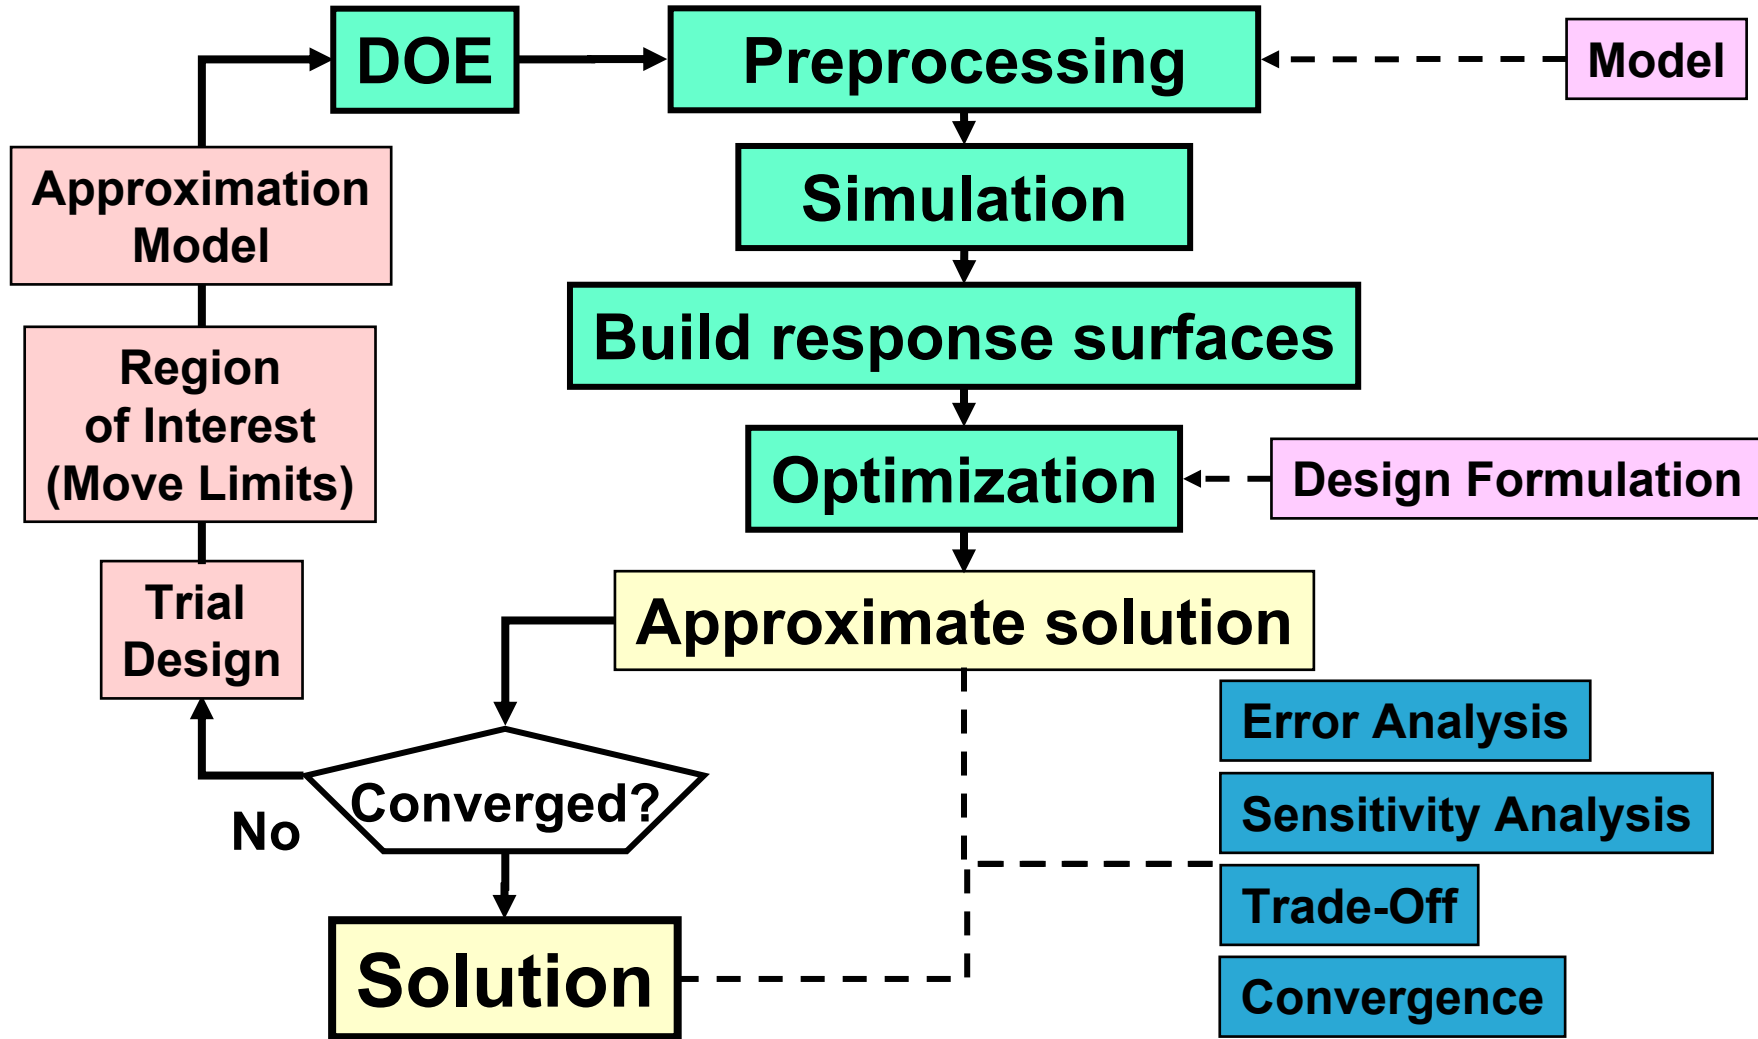 DOE
Preprocessing
Model
Approximation
Model
Simulation
Region
of Interest
(Move Limits)
Build response surfaces
Optimization
Design Formulation
Trial
Design
Approximate solution
Error Analysis
Converged?
No
Sensitivity Analysis
Trade-Off
Solution
Convergence